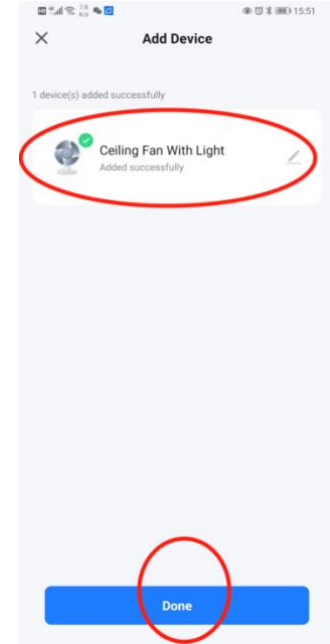 15:51
Add Device
1 device(s) added successfully
Ceiling Fan With Light
Added successfully
Done